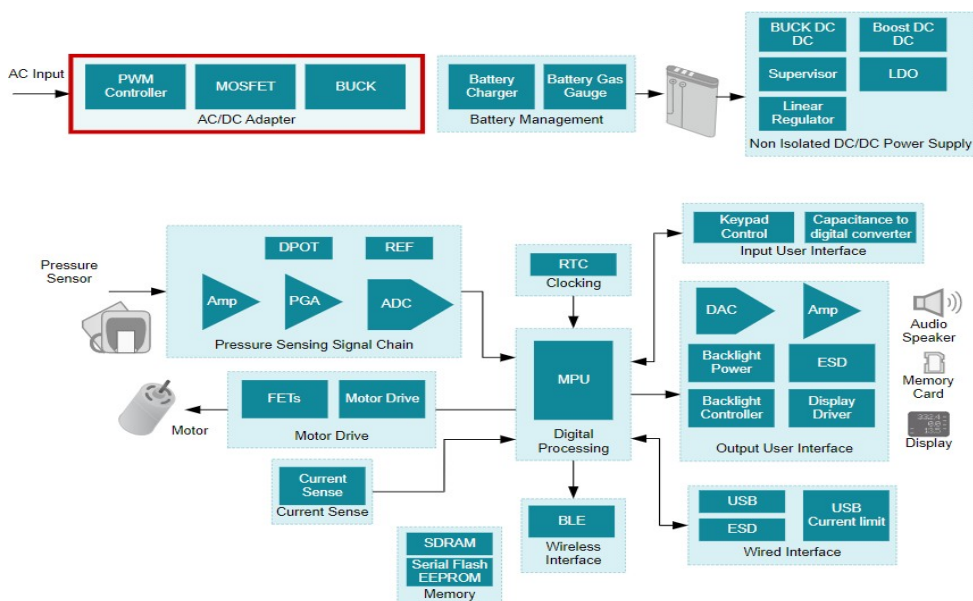 AC Input
PWM
Controller
MOSFET
BUCK
AC/DC Adapter
Battery
Charger
Battery Gas
Gauge
Battery Management
BUCK DC
DC
Boost DC
DC
Supervisor
LDO
Linear
Regulator
Non Isolated DC/DC Power Supply
Pressure
Sensor
DPOT
REF
Amp
PGA
ADC
Pressure Sensing Signal Chain
RTC
Clocking
Keypad
Control
Capacitance to
digital converter
Input User Interface
MPU
Digital
Processing
DAC
Amp
Backlight
Power
ESD
Backlight
Controller
Display
Driver
Output User Interface
Audio
Speaker
Memory
Card
Display
Motor
FETs
Motor Drive
Motor Drive
Current
Sense
Current Sense
BLE
Wireless
Interface
USB
ESD
USB
Current limit
Wired Interface
SDRAM
Serial Flash
EEPROM
Memory